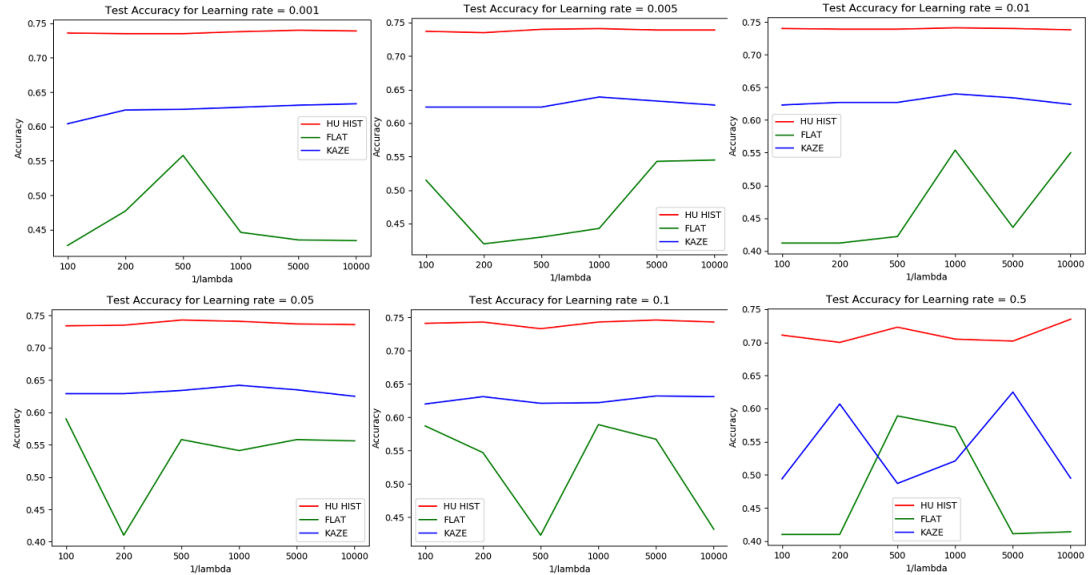 Test Accuracy for Learning rate = 0.001
0.75
0.70
0.65
0.60
0.55
0.50
0.45
Accuracy
HU HIST
FLAT
KAZE
100 200 500 1000 5000 10000
1/lambda
Test Accuracy for Learning rate = 0.005
0.75
0.70
0.65
0.60
0.55
0.50
0.45
Accuracy
HU HIST
FLAT
KAZE
100 200 500 1000 5000 10000
1/lambda
Test Accuracy for Learning rate = 0.01
0.75
0.70
0.65
0.60
0.55
0.50
0.45
0.40
Accuracy
HU HIST
FLAT
KAZE
100 200 500 1000 5000 10000
1/lambda
Test Accuracy for Learning rate = 0.05
0.75
0.70
0.65
0.60
0.55
0.50
0.45
0.40
Accuracy
HU HIST
FLAT
KAZE
100 200 500 1000 5000 10000
1/lambda
Test Accuracy for Learning rate = 0.1
0.75
0.70
0.65
0.60
0.55
0.50
0.45
Accuracy
HU HIST
FLAT
KAZE
100 200 500 1000 5000 10000
1/lambda
Test Accuracy for Learning rate = 0.5
0.75
0.70
0.65
0.60
0.55
0.50
0.45
0.40
Accuracy
HU HIST
FLAT
KAZE
100 200 500 1000 5000 10000
1/lambda